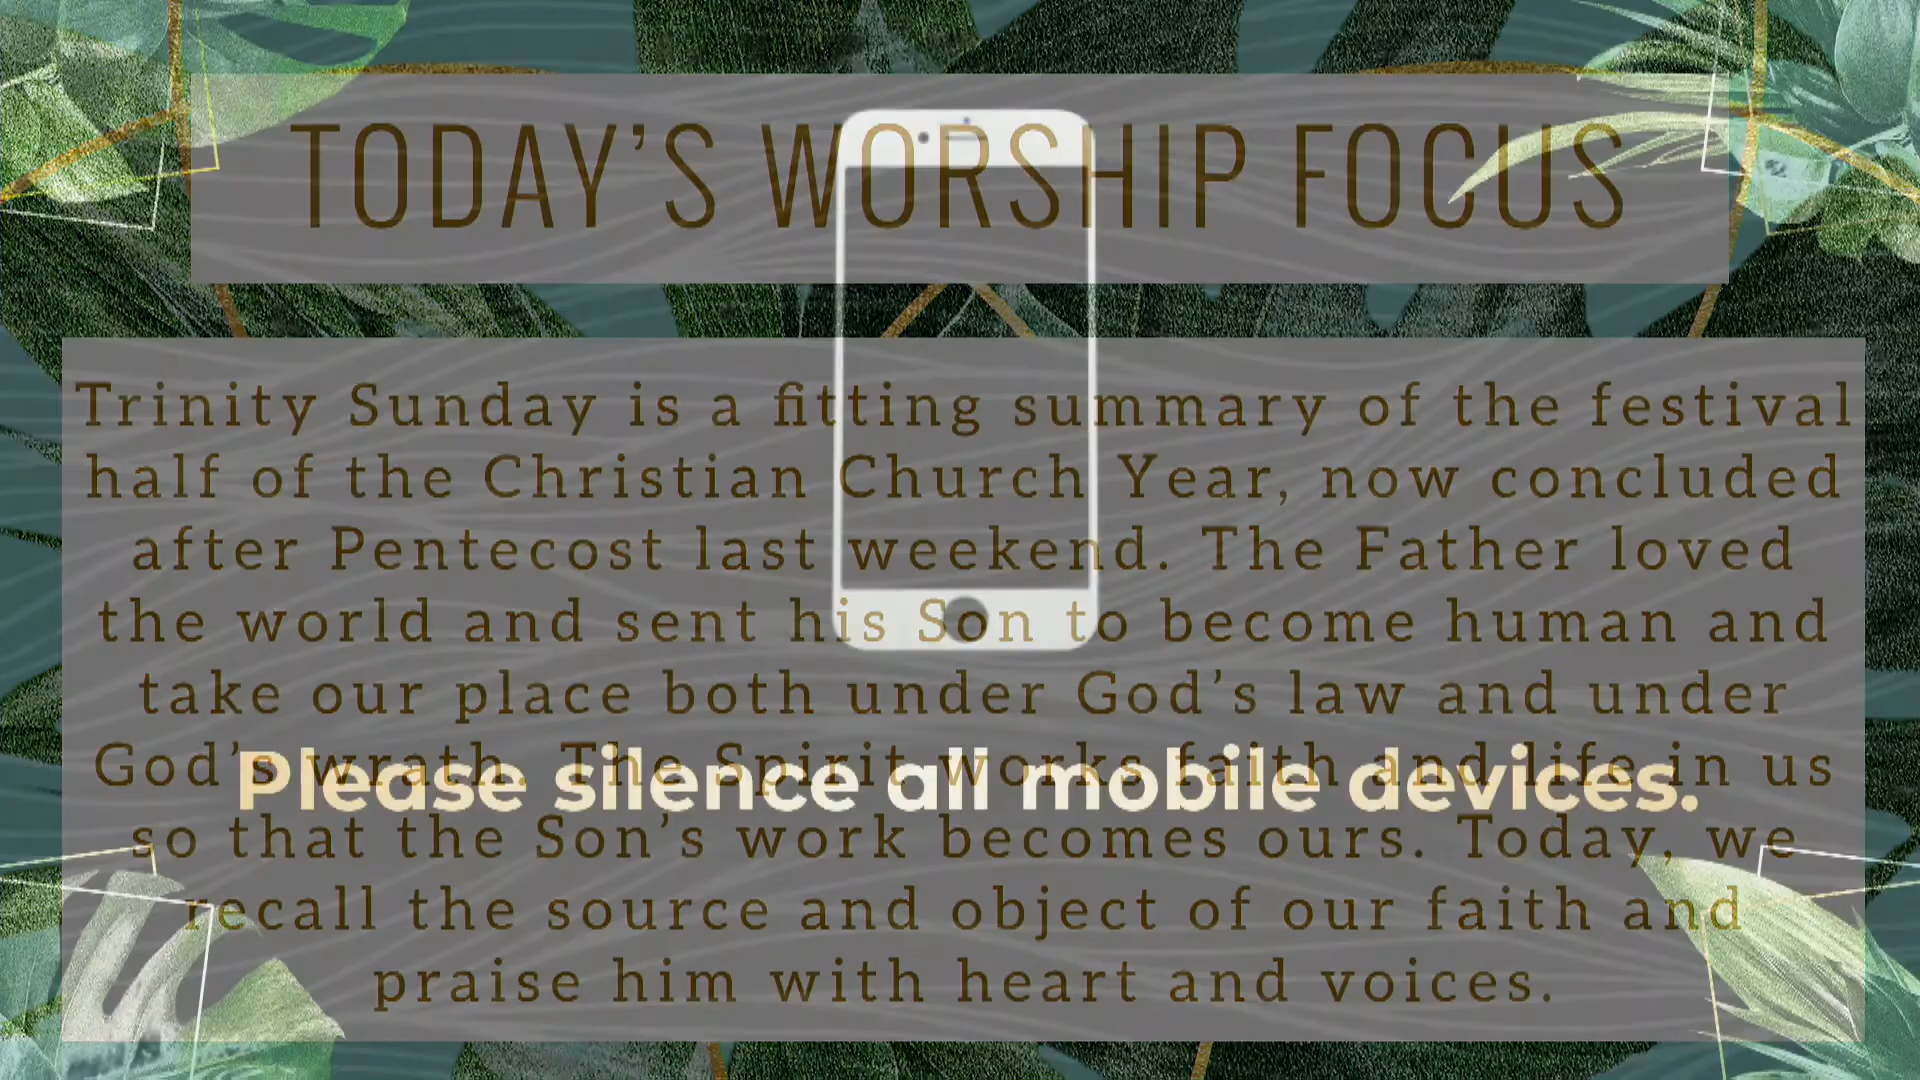 TODAY'S WORSHIP FOCUS
Trinity Sunday is a fitting summary of the festival
half of the Christian Church Year, now concluded
after Pentecost last weekend. The Father loved
the world and sent his Son to become human and
take our place both under God's law and under
God's wrath. The Spirit works faith and life in us
Please silence all mobile devices.
so that the Son's work becomes ours. Today, we
recall the source and object of our faith and
praise him with heart and voices.